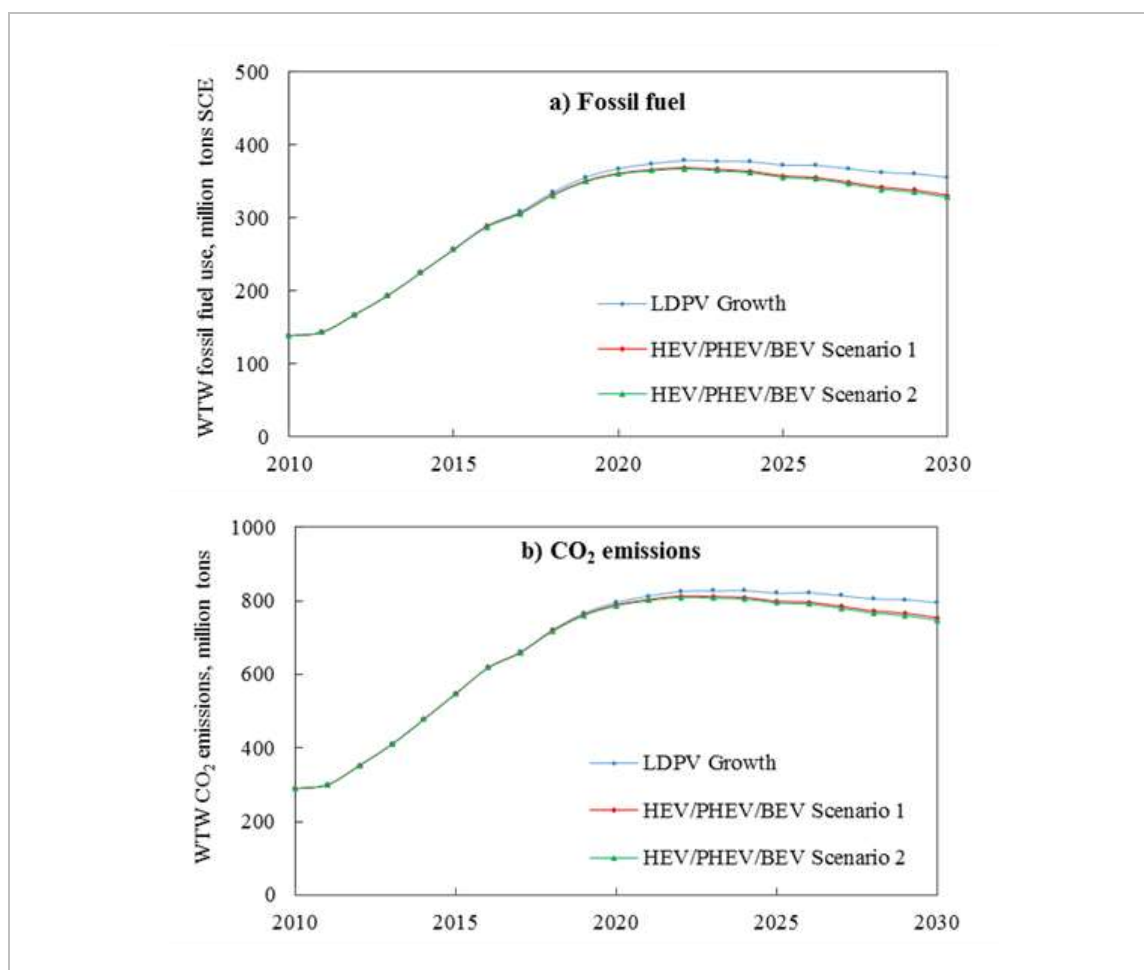 a) Fossil fuel
WTW fossil fuel use, million tons SCE
500
400
300
200
100
0
LDPV Growth
HEV/PHEV/BEV Scenario 1
HEV/PHEV/BEV Scenario 2
2010 2015 2020 2025 2030
b) CO₂ emissions
WTW CO₂ emissions, million tons
1000
800
600
400
200
0
LDPV Growth
HEV/PHEV/BEV Scenario 1
HEV/PHEV/BEV Scenario 2
2010 2015 2020 2025 2030